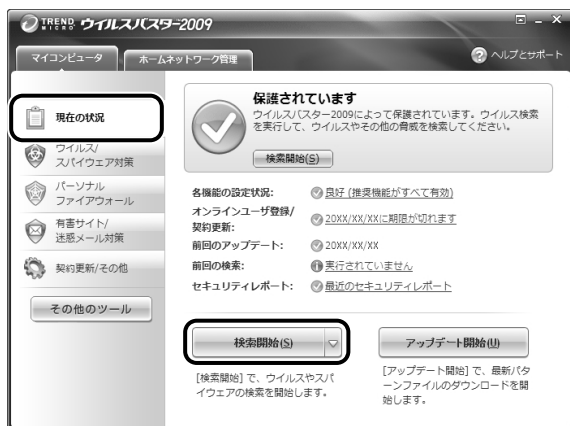 TREND MICRO ウイルスバスター2009
マイコンピュータ
ホームネットワーク管理
ヘルプとサポート
現在の状況
ウイルス/
スパイウェア対策
パーソナル
ファイアウォール
有害サイト/
迷惑メール対策
契約更新/その他
その他のツール
保護されています
ウイルスバスター2009によって保護されています。ウイルス検索
を実行して、ウイルスやその他の脅威を検索してください。
検索開始(S)
各機能の設定状況: 良好 (推奨機能がすべて有効)
オンラインユーザ登録/
契約更新: 20XX/XX/XXに期限が切れます
前回のアップデート: 20XX/XX/XX
前回の検索: 実行されていません
セキュリティレポート: 最近のセキュリティレポート
検索開始(S)
[検索開始] で、ウイルスやスパ
イウェアの検索を開始します。
アップデート開始(U)
[アップデート開始] で、最新パタ
ーンファイルのダウンロードを開
始します。